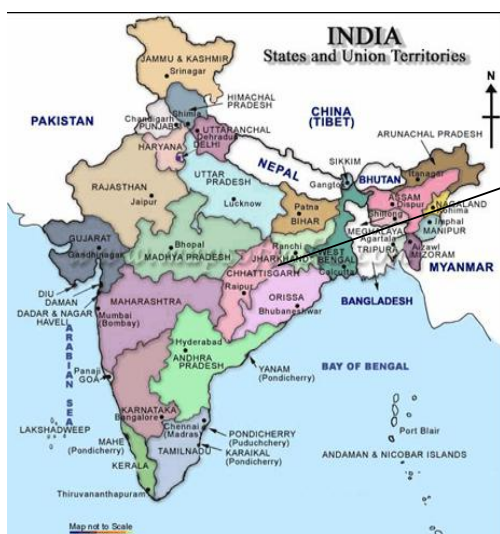 INDIA
States and Union Territories
JAMMU & KASHMIR
Srinagar
HIMACHAL
PRADESH
Shimla
Chandigarh
PUNJAB
PAKISTAN
CHINA
(TIBET)
N
UTTARANCHAL
Dehradun
HARYANA
DELHI
ARUNACHAL PRADESH
Itanagar
SIKKIM
Gangtok
BHUTAN
NEPAL
UTTAR
PRADESH
Lucknow
RAJASTHAN
Jaipur
ASSAM
Dispur
NAGALAND
Kohima
Shillong
MEGHALAYA
Imphal
MANIPUR
Patna
BIHAR
Agartala
TRIPURA
Aizawl
MIZORAM
GUJARAT
Gandhinagar
Bhopal
MADHYA PRADESH
Ranchi
JHARKHAND
WEST
BENGAL
Calcutta
MYANMAR
CHHATTISGARH
Raipur
DIU
DAMAN
DADAR & NAGAR
HAVELI
BANGLADESH
MAHARASHTRA
Mumbai
(Bombay)
ORISSA
Bhubaneshwar
Hyderabad
ANDHRA
PRADESH
YANAM
(Pondicherry)
BAY OF BENGAL
ARABIAN SEA
Panaji
GOA
KARNATAKA
Bangalore
Chennai
(Madras)
PONDICHERRY
(Puduchery)
KARAIKAL
(Pondicherry)
LAKSHADWEEP
MAHE
(Pondicherry)
TAMILNADU
KERALA
Thiruvananthapuram
Port Blair
ANDAMAN & NICOBAR ISLANDS
Map not to Scale